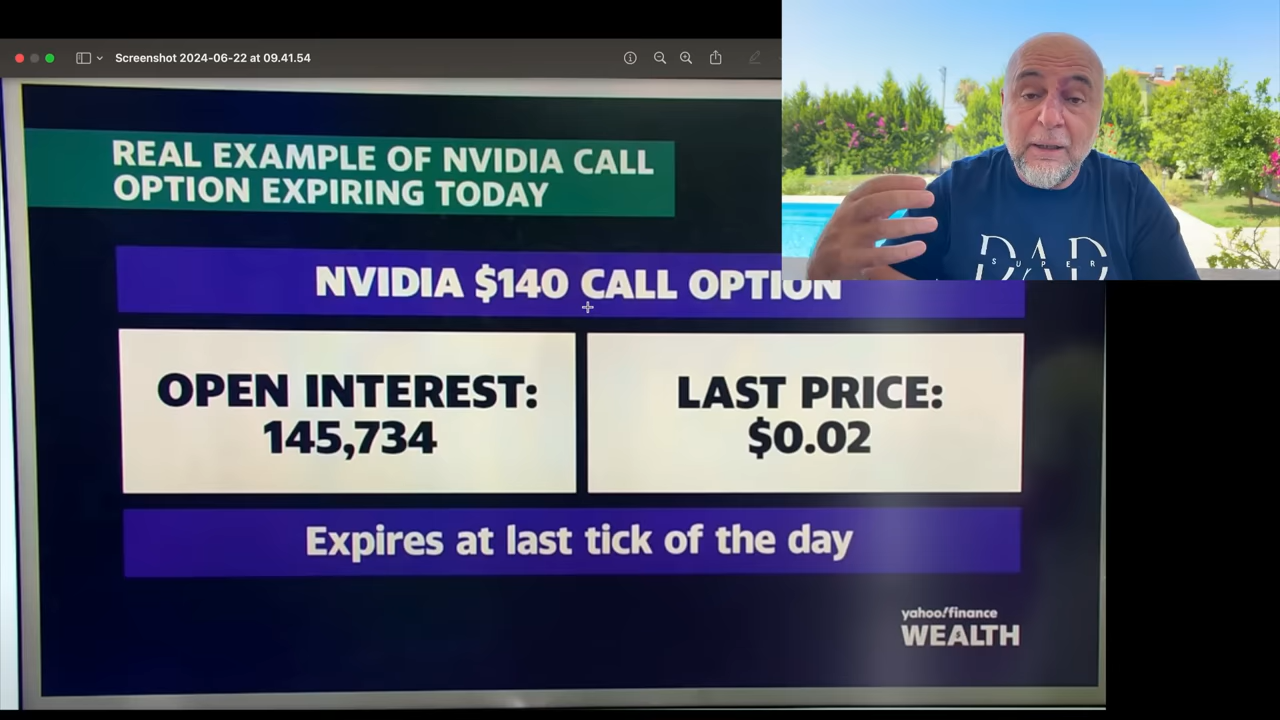 Screenshot 2024-06-22 at 09.41.54
REAL EXAMPLE OF NVIDIA CALL
OPTION EXPIRING TODAY
NVIDIA $140 CALL OPTION
OPEN INTEREST:
145,734
LAST PRICE:
$0.02
Expires at last tick of the day
yahoo!finance
WEALTH
SUPER
DAD